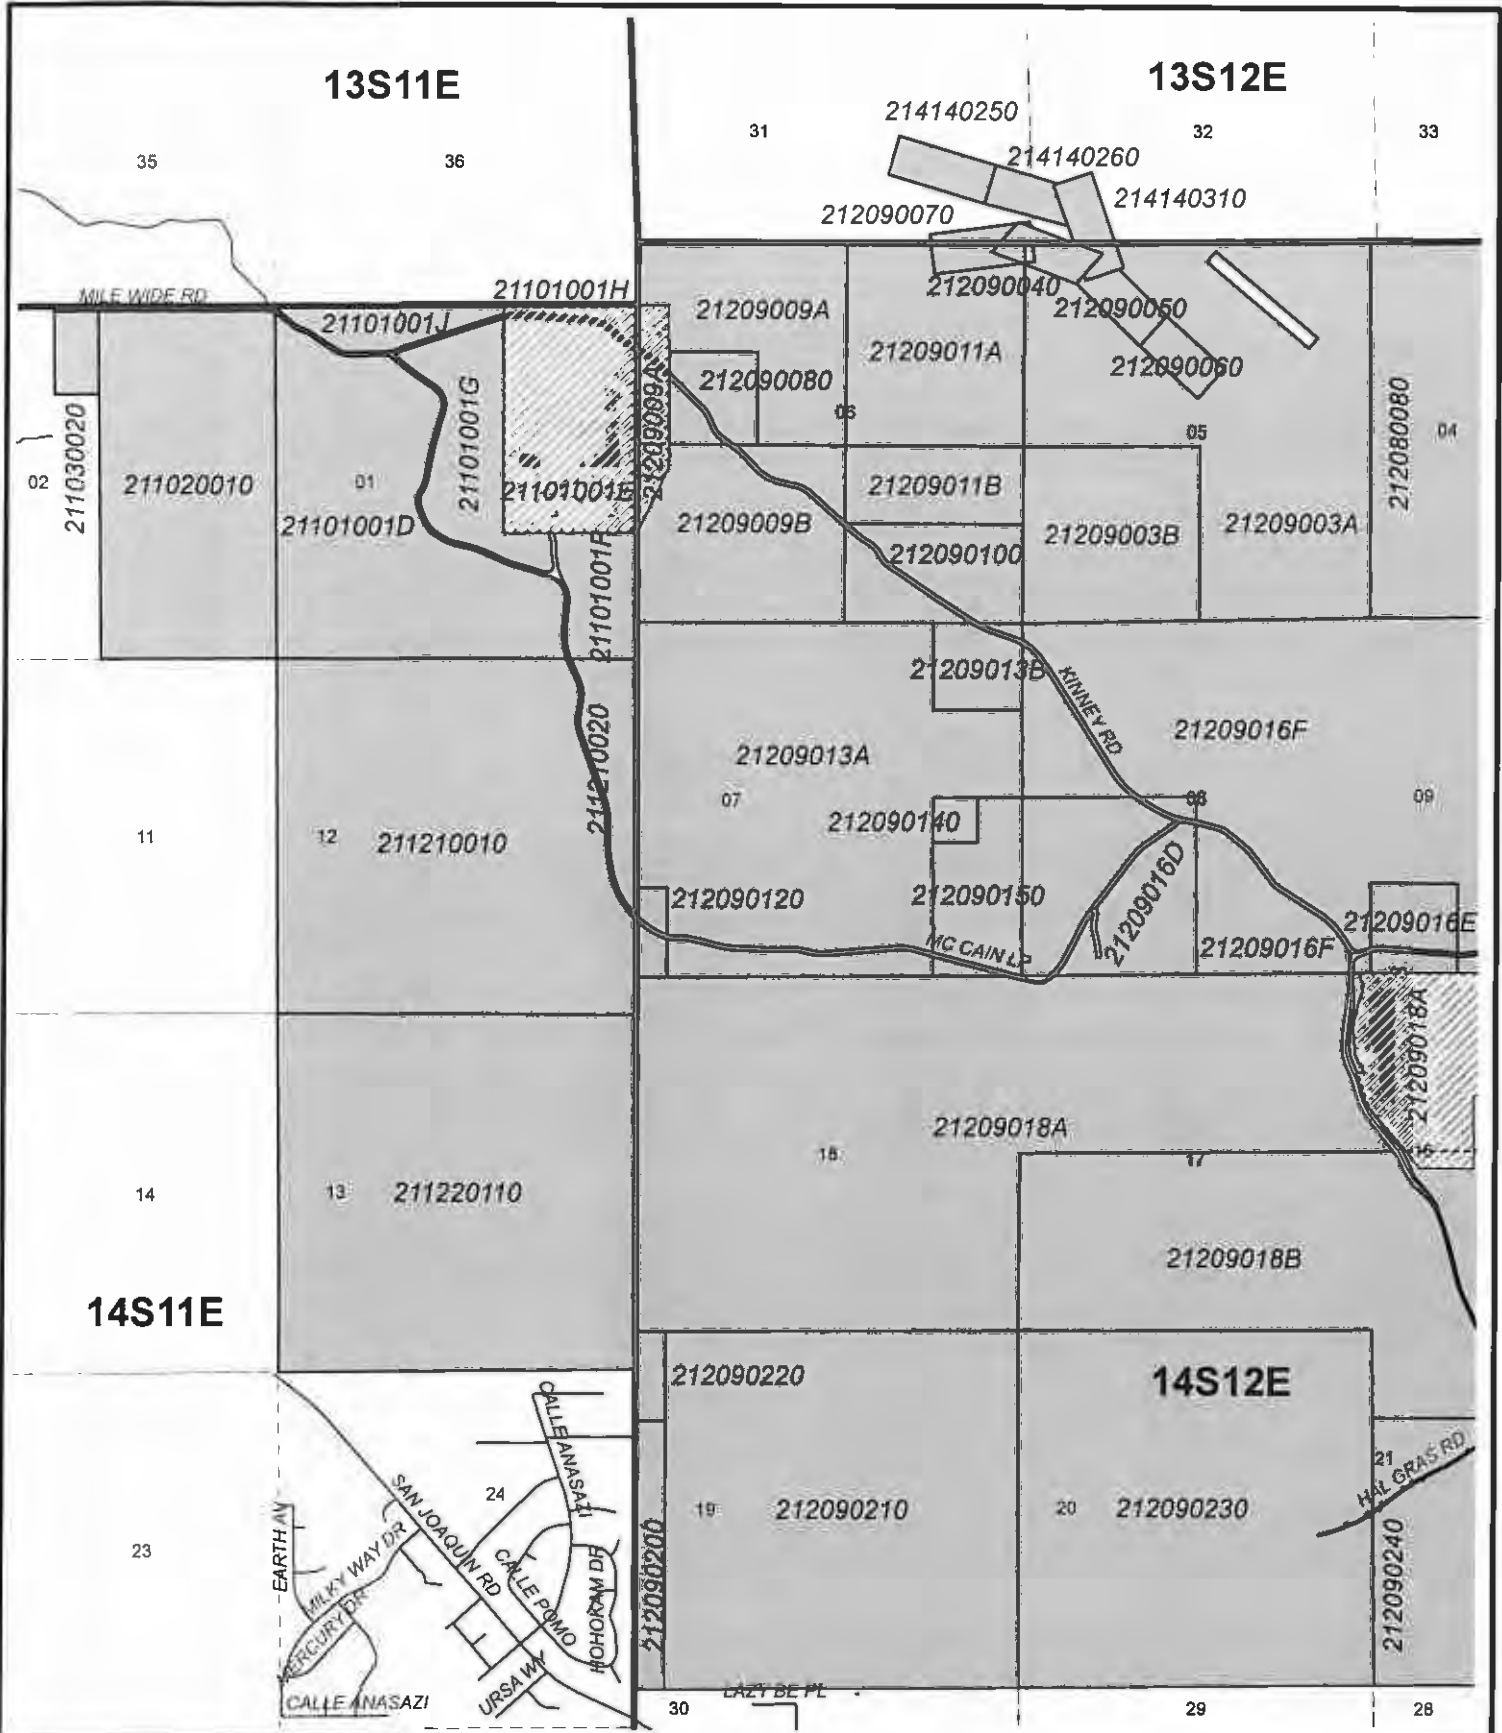 13S11E
13S12E
214140250
31
32
33
35
36
214140260
214140310
212090070
MILE WIDE RD
21101001H
212090040
21209009A
212090050
21101001J
21209011A
212090060
212090080
21101001G
21209009A
06
05
04
212080080
02
211030020
211020010
01
21101001E
21209011B
21101001D
21209009B
212090100
21209003B
21209003A
21101001F
21209013B
KINNEY RD
211210020
21209016F
21209013A
07
08
09
11
12
211210010
212090140
212090120
212090150
21209016D
21209016E
MC CAIN LP
21209016F
21209018A
21209018A
18
17
16
14
13
211220110
21209018B
14S11E
212090220
14S12E
CALLE ANASAZI
21
HAL GRAS RD
SAN JOAQUIN RD
24
19
212090210
20
212090230
EARTH AV
MILKY WAY DR
23
CALLE POMO
HOHOKAM DR
212090200
212090240
MERCURY DR
URSA WY
CALLE ANASAZI
LAZY BE PL
30
29
28